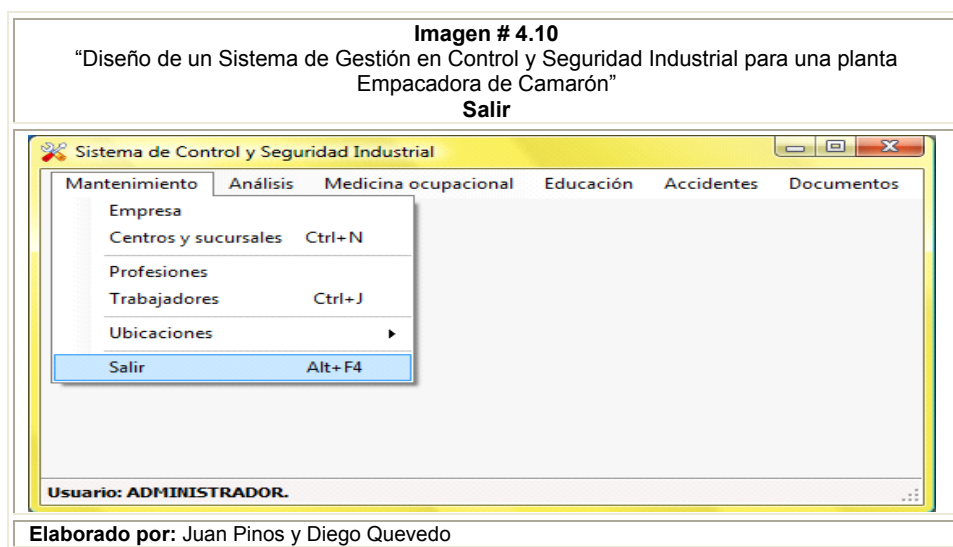 Imagen # 4.10
“Diseño de un Sistema de Gestión en Control y Seguridad Industrial para una planta
Empacadora de Camarón”
Salir
Sistema de Control y Seguridad Industrial
Mantenimiento Análisis Medicina ocupacional Educación Accidentes Documentos
Empresa
Centros y sucursales Ctrl+N
Profesiones
Trabajadores Ctrl+J
Ubicaciones
Salir Alt+F4
Usuario: ADMINISTRADOR.
Elaborado por: Juan Pinos y Diego Quevedo